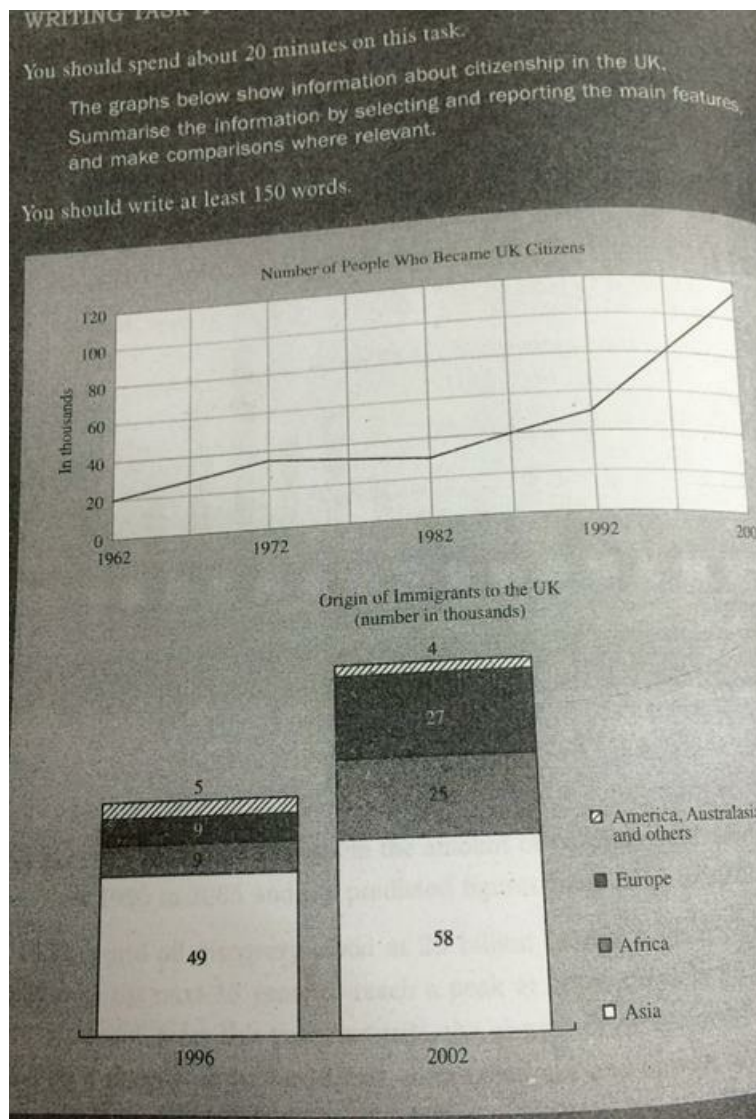 WRITING TASK
You should spend about 20 minutes on this task.
The graphs below show information about citizenship in the UK.
Summarise the information by selecting and reporting the main features,
and make comparisons where relevant.
You should write at least 150 words.
Number of People Who Became UK Citizens
120
100
80
60
40
20
0
In thousands
1962 1972 1982 1992 200
Origin of Immigrants to the UK
(number in thousands)
5
9
9
49
1996
4
27
25
58
2002
America, Australasia
and others
Europe
Africa
Asia